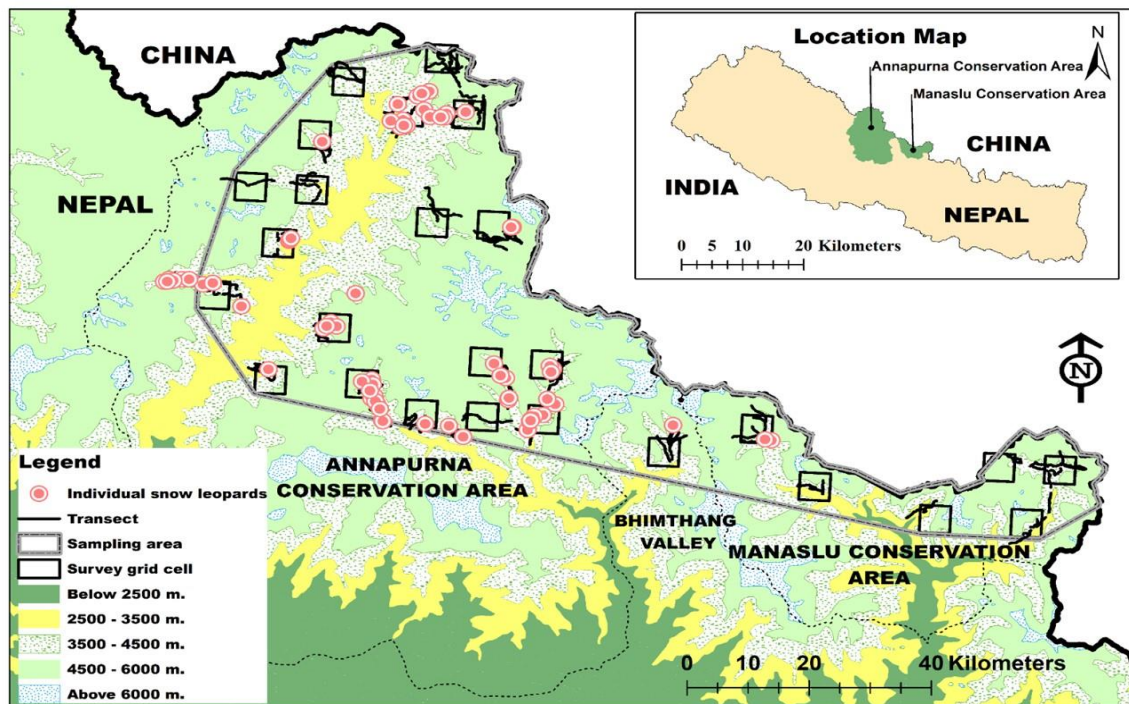 CHINA
NEPAL
Location Map
N
Annapurna Conservation Area
Manaslu Conservation Area
CHINA
INDIA
NEPAL
0 5 10 20 Kilometers
N
ANNAPURNA
CONSERVATION AREA
BHIMTHANG
VALLEY
MANASLU CONSERVATION
AREA
Legend
Individual snow leopards
Transect
Sampling area
Survey grid cell
Below 2500 m.
2500 - 3500 m.
3500 - 4500 m.
4500 - 6000 m.
Above 6000 m.
0 10 20 40 Kilometers